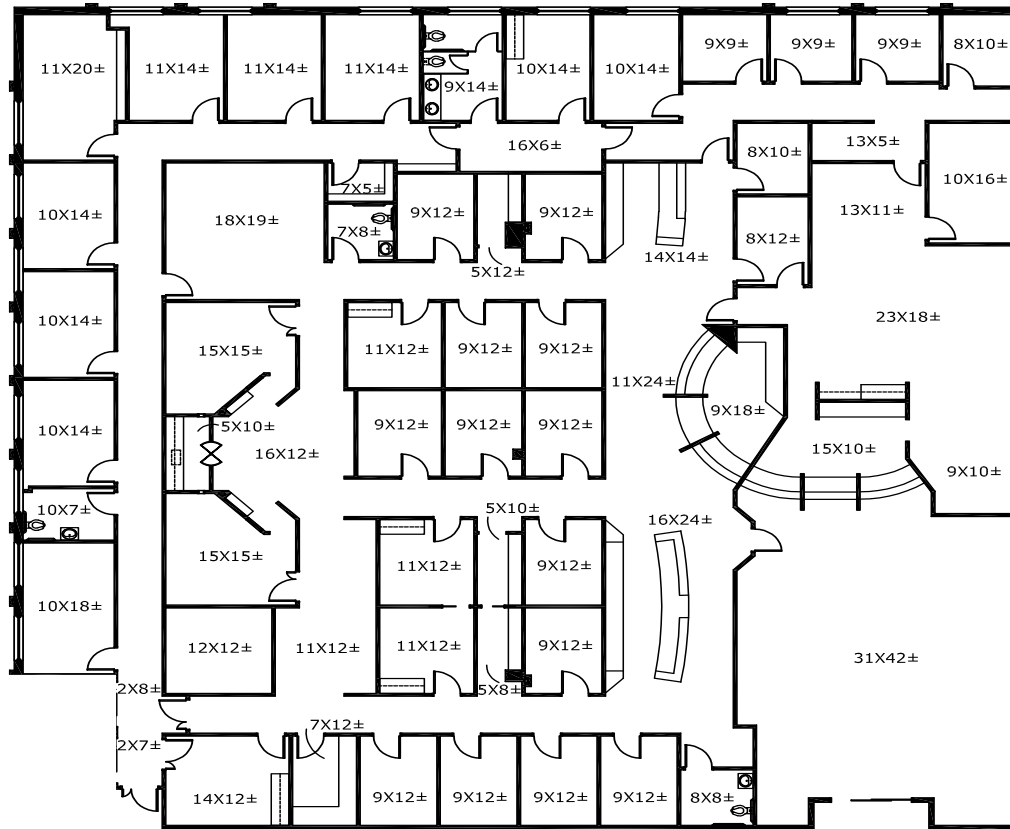 11X20±
11X14±
11X14±
11X14±
9X14±
10X14±
10X14±
9X9±
9X9±
9X9±
8X10±
16X6±
13X5±
8X10±
10X16±
7X5±
10X14±
18X19±
7X8±
9X12±
9X12±
13X11±
8X12±
14X14±
5X12±
10X14±
23X18±
15X15±
11X12±
9X12±
9X12±
11X24±
9X18±
10X14±
5X10±
16X12±
9X12±
9X12±
9X12±
15X10±
9X10±
10X7±
5X10±
16X24±
15X15±
11X12±
9X12±
10X18±
12X12±
11X12±
11X12±
9X12±
31X42±
2X8±
5X8±
7X12±
2X7±
14X12±
9X12±
9X12±
9X12±
9X12±
8X8±